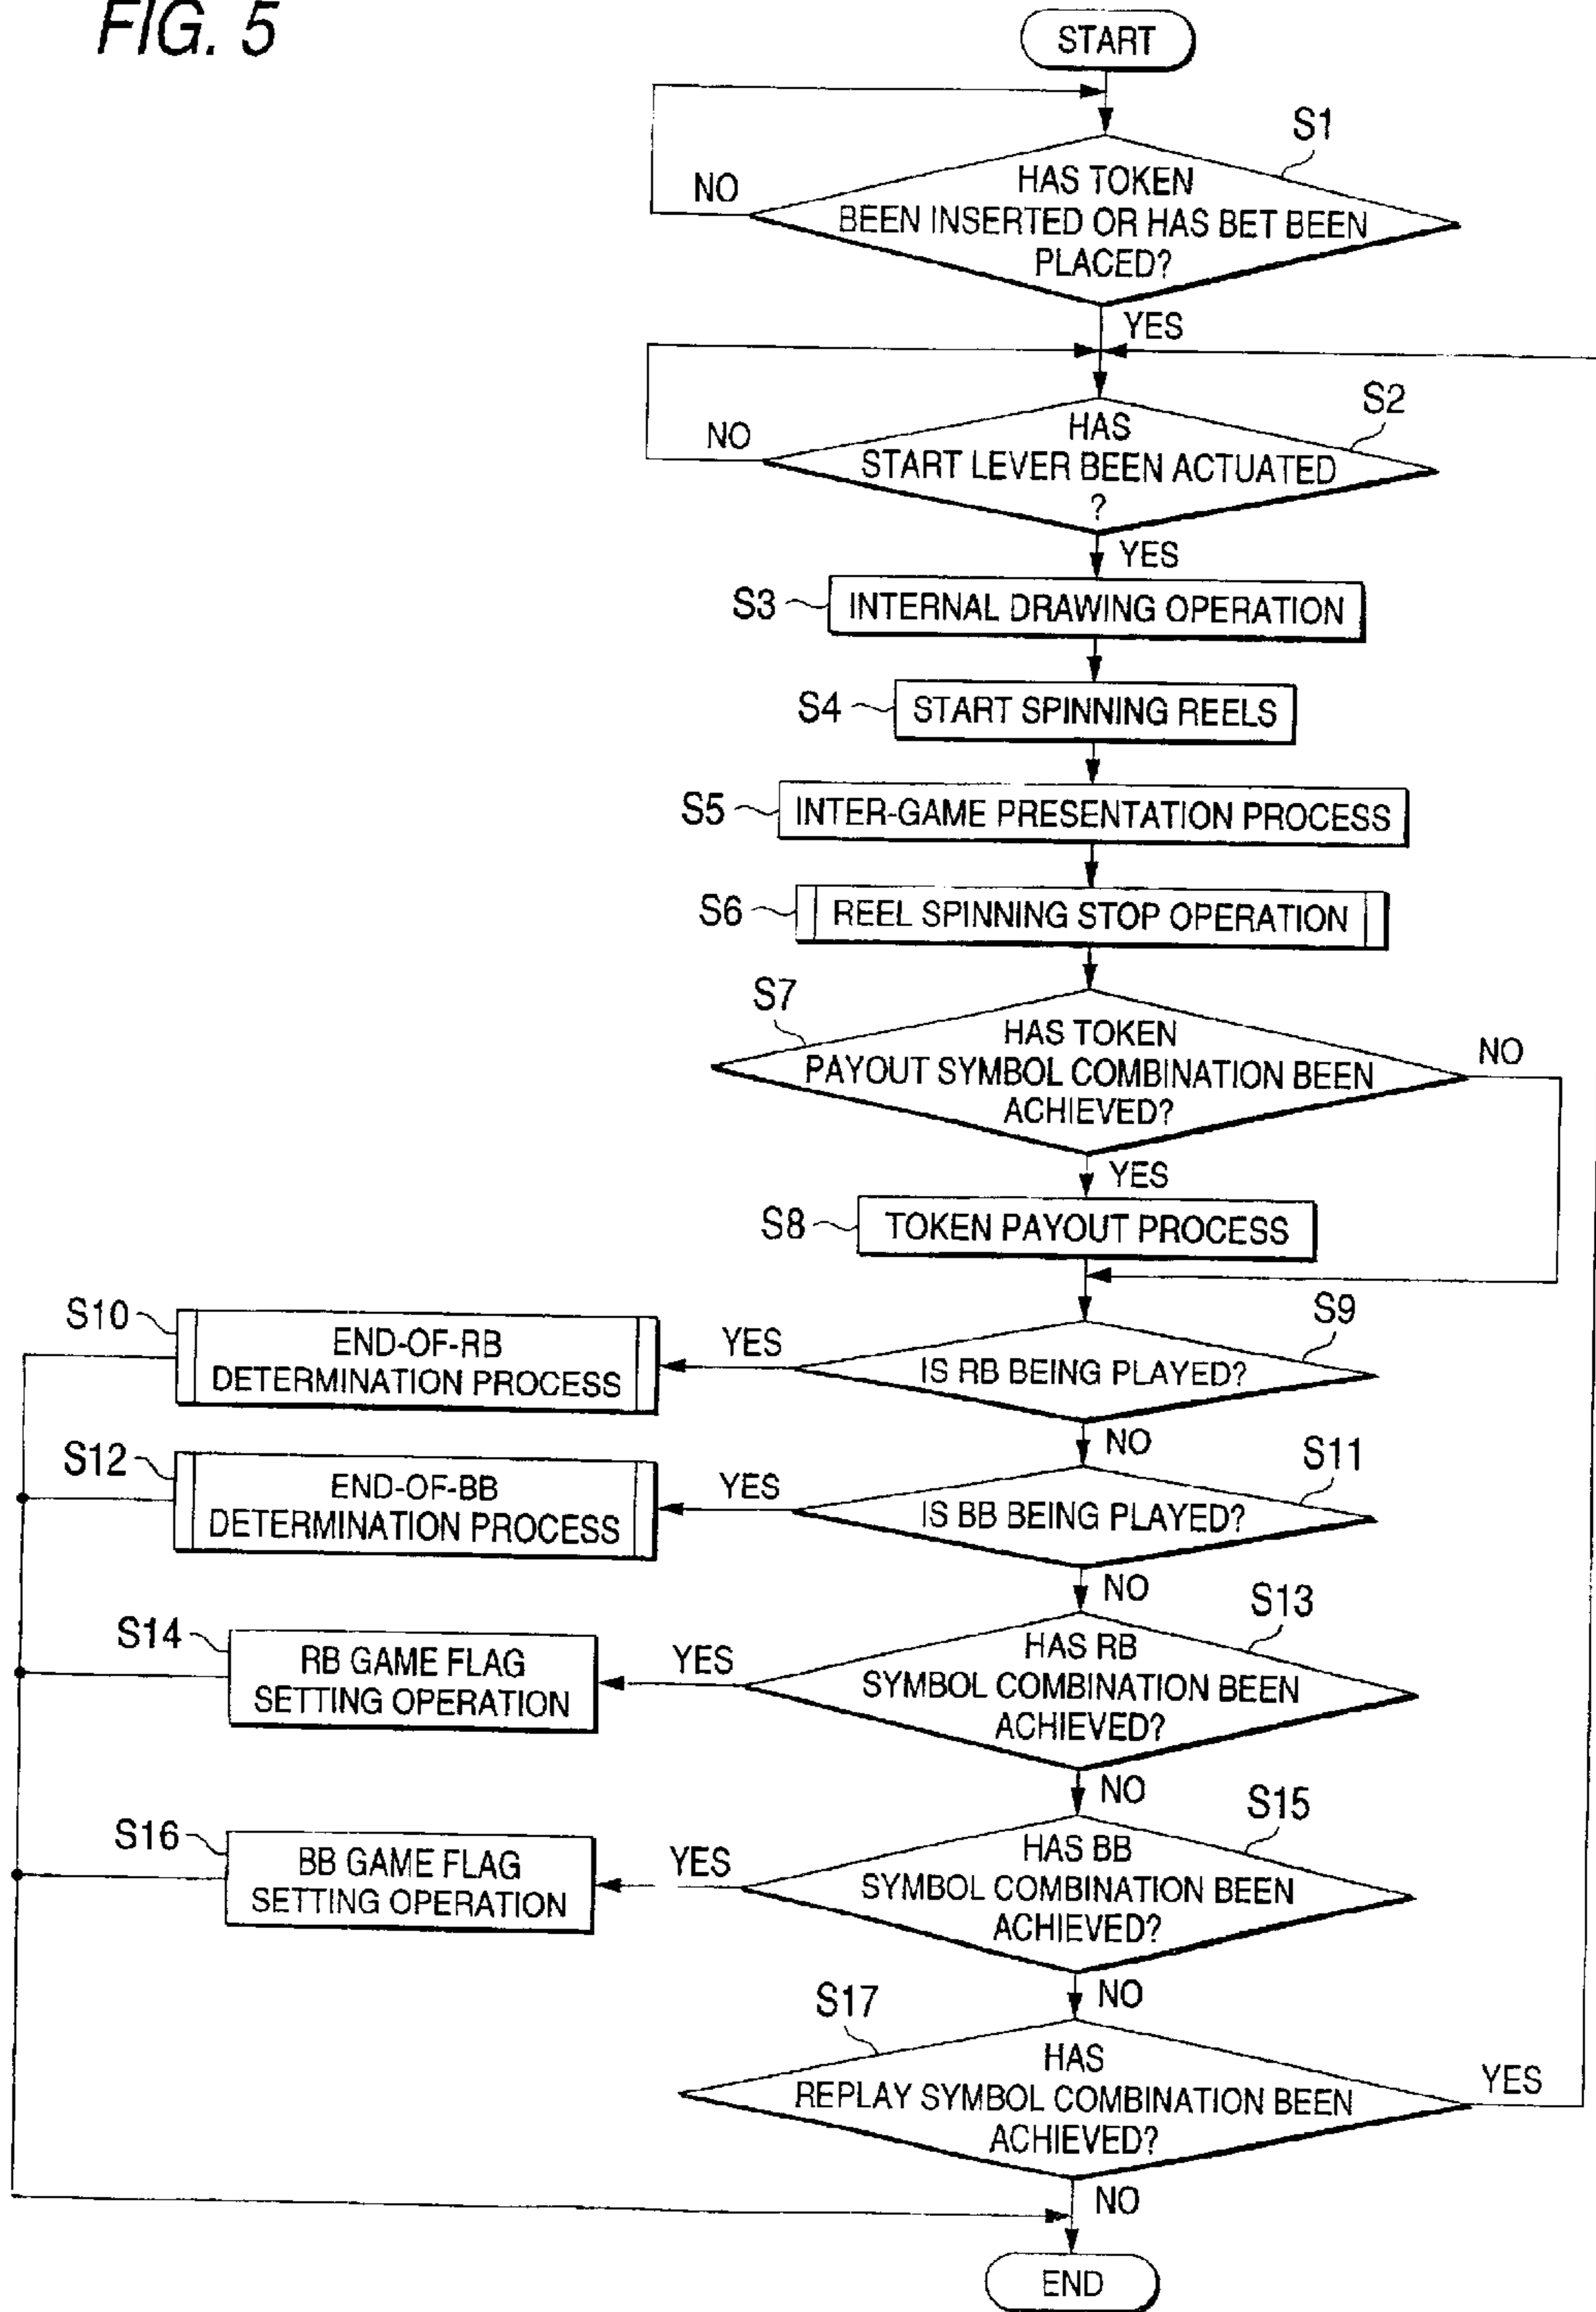 FIG. 5
START
S1
HAS TOKEN
BEEN INSERTED OR HAS BET BEEN
PLACED?
NO
YES
S2
HAS
START LEVER BEEN ACTUATED
?
NO
YES
S3
INTERNAL DRAWING OPERATION
S4
START SPINNING REELS
S5
INTER-GAME PRESENTATION PROCESS
S6
REEL SPINNING STOP OPERATION
S7
HAS TOKEN
PAYOUT SYMBOL COMBINATION BEEN
ACHIEVED?
NO
YES
S8
TOKEN PAYOUT PROCESS
S9
IS RB BEING PLAYED?
YES
S10
END-OF-RB
DETERMINATION PROCESS
NO
S11
IS BB BEING PLAYED?
YES
S12
END-OF-BB
DETERMINATION PROCESS
NO
S13
HAS RB
SYMBOL COMBINATION BEEN
ACHIEVED?
YES
S14
RB GAME FLAG
SETTING OPERATION
NO
S15
HAS BB
SYMBOL COMBINATION BEEN
ACHIEVED?
YES
S16
BB GAME FLAG
SETTING OPERATION
NO
S17
HAS
REPLAY SYMBOL COMBINATION BEEN
ACHIEVED?
YES
NO
END